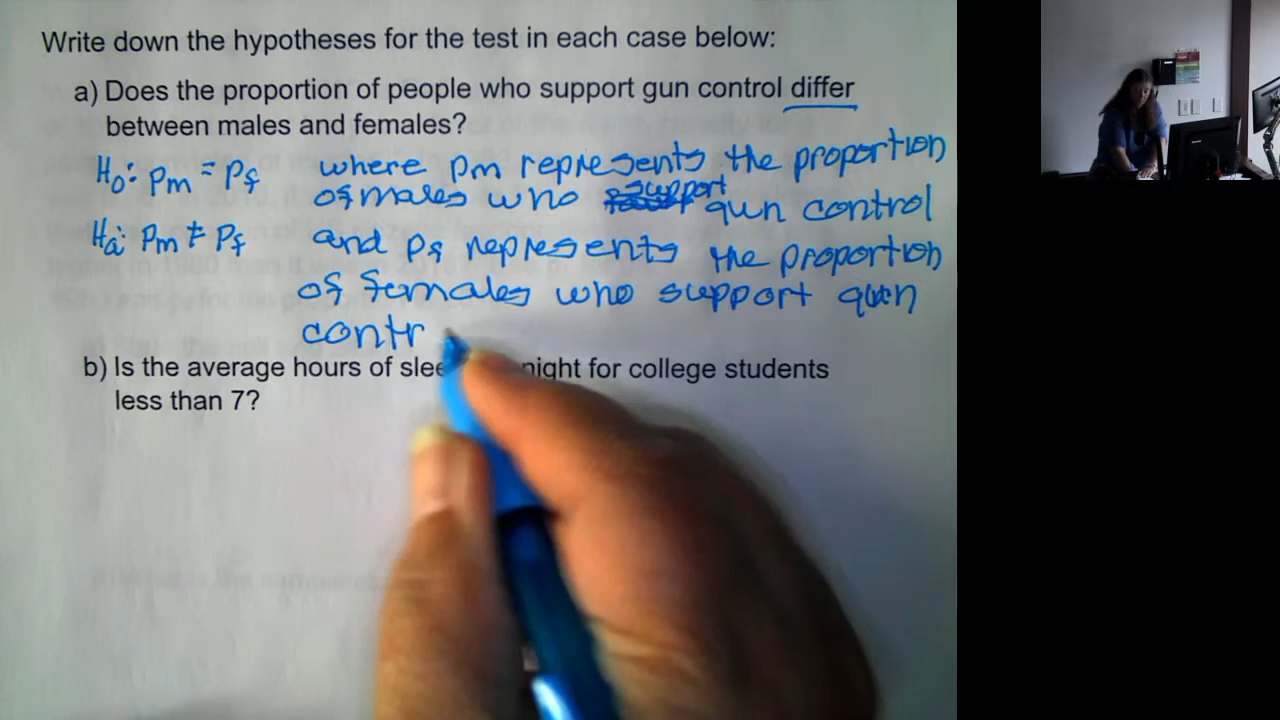 Write down the hypotheses for the test in each case below:
a) Does the proportion of people who support gun control differ
between males and females?
H₀: pm = pf where pm represents the proportion
of males who support gun control
Hₐ: pm ≠ pf and pf represents the proportion
of females who support gun
contr
b) Is the average hours of night for college students
less than 7?